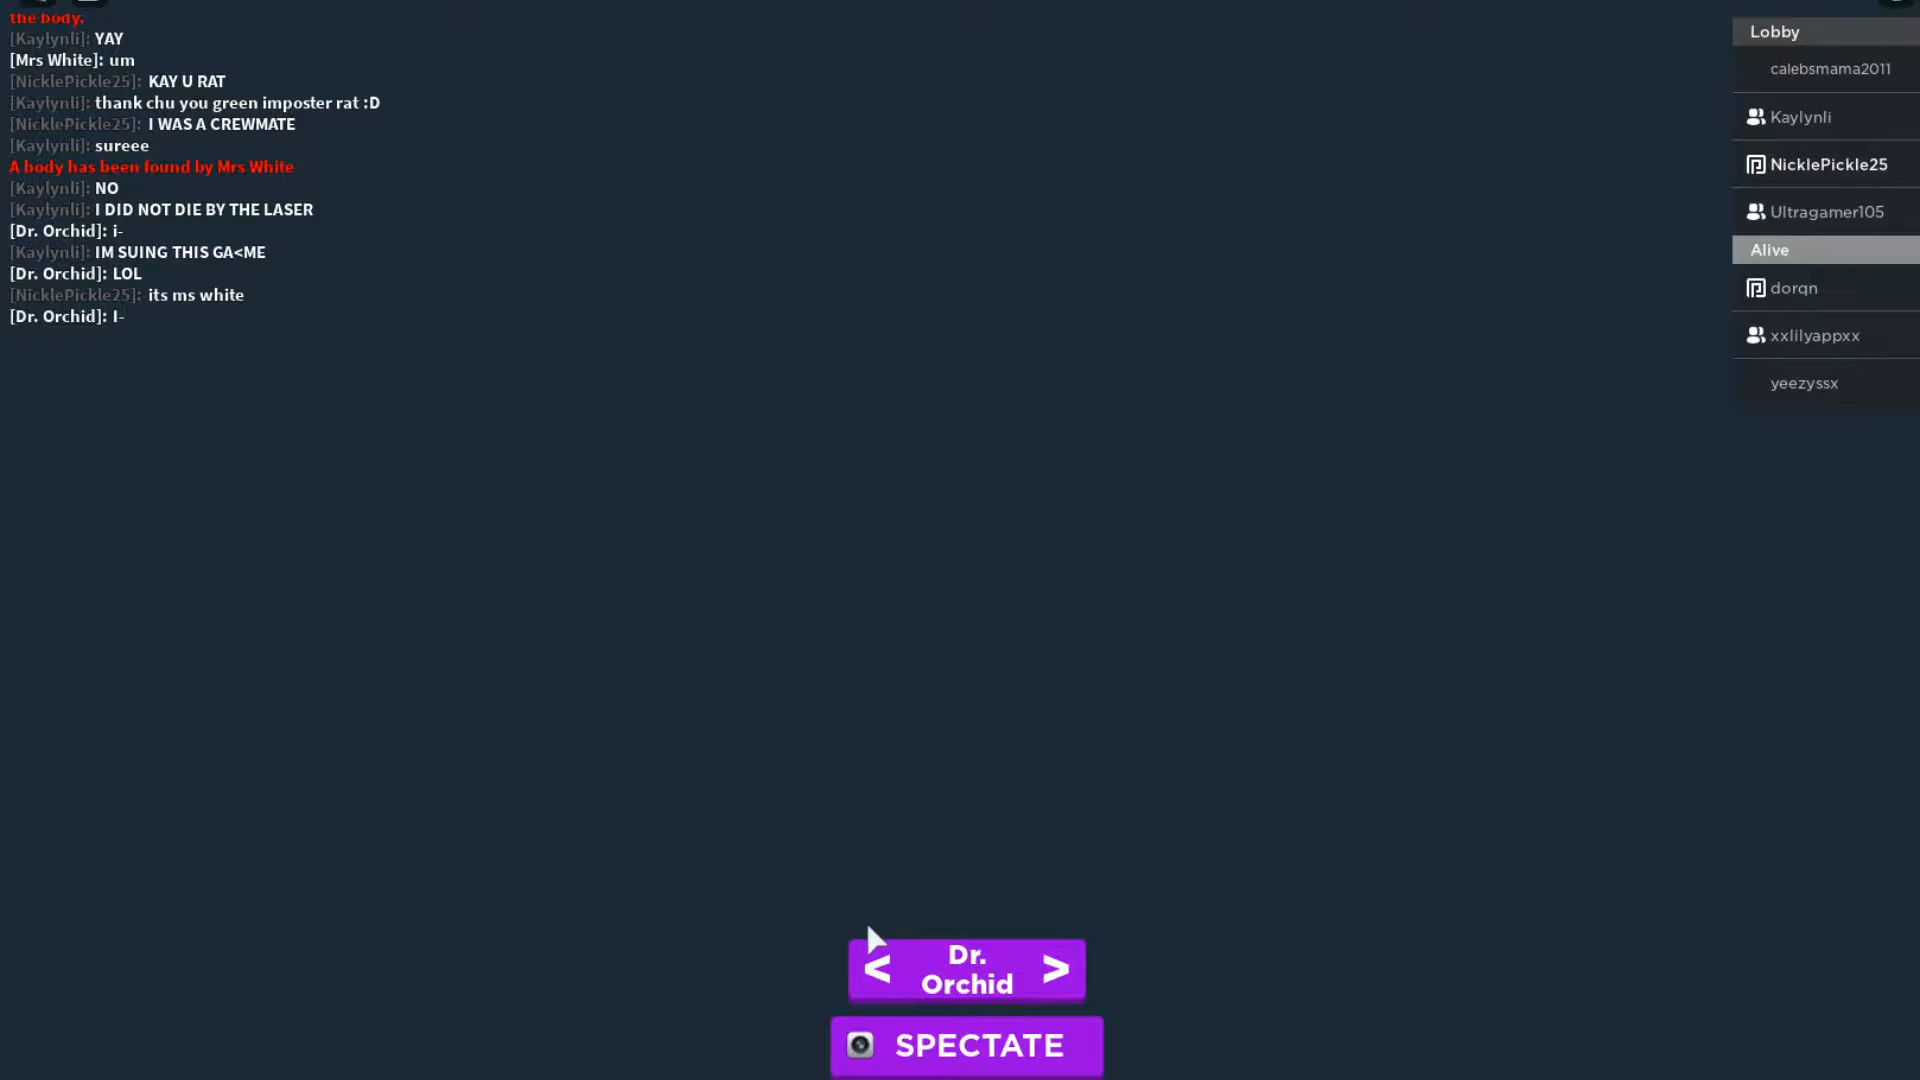 the body.
[Kaylynli]: YAY
[Mrs White]: um
[NicklePickle25]: KAY U RAT
[Kaylynli]: thank chu you green imposter rat :D
[NicklePickle25]: I WAS A CREWMATE
[Kaylynli]: sureee
A body has been found by Mrs White
[Kaylynli]: NO
[Kaylynli]: I DID NOT DIE BY THE LASER
[Dr. Orchid]: i-
[Kaylynli]: IM SUING THIS GA<ME
[Dr. Orchid]: LOL
[NicklePickle25]: its ms white
[Dr. Orchid]: I-
Lobby
calebsmama2011
Kaylynli
NicklePickle25
Ultragamer105
Alive
dorqn
xxlilyappxx
yeezyssx
< Dr. >
Orchid
SPECTATE